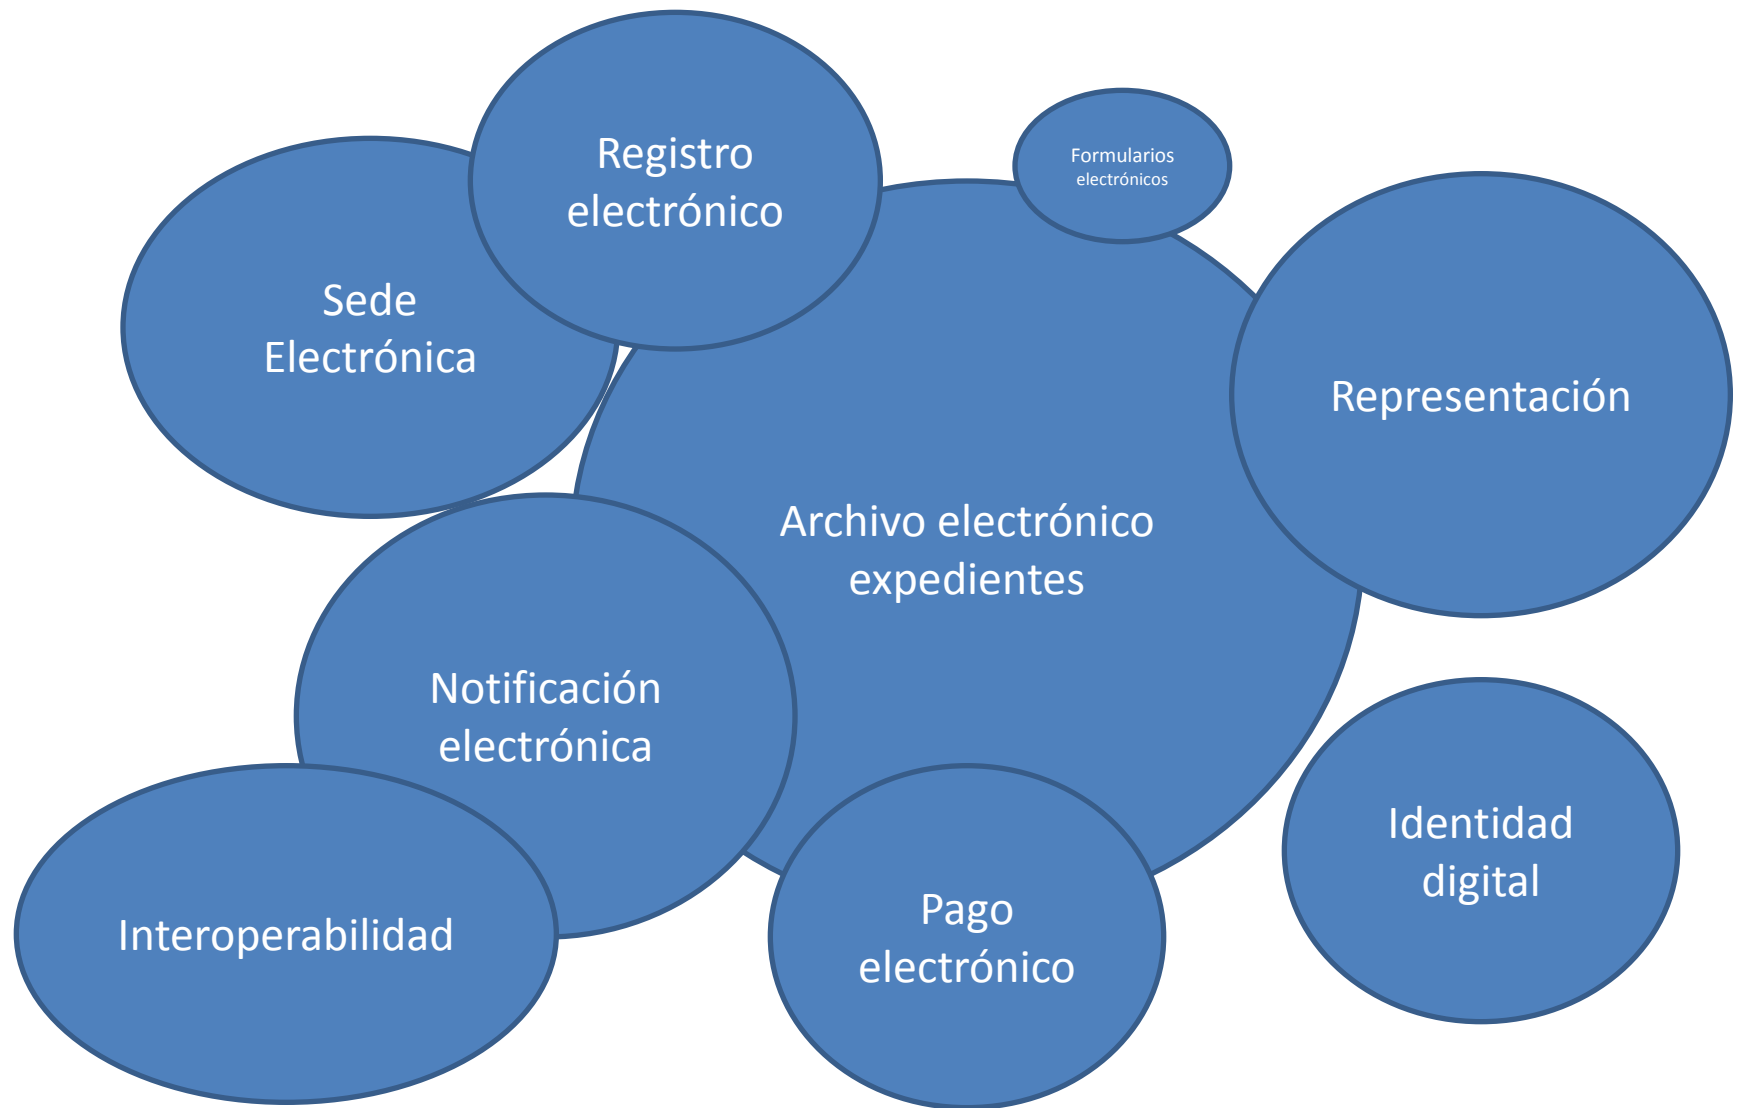 Registro
electrónico
Formularios
electrónicos
Sede
Electrónica
Representación
Archivo electrónico
expedientes
Notificación
electrónica
Identidad
digital
Interoperabilidad
Pago
electrónico